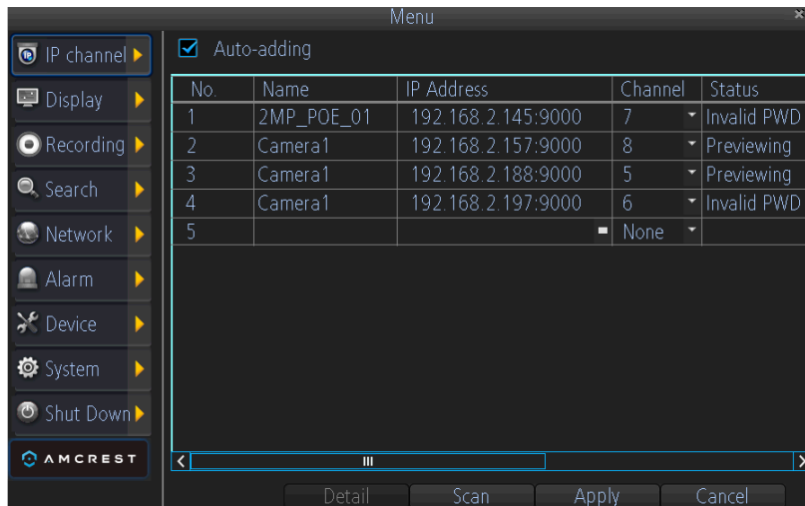 Menu
IP channel
Display
Recording
Search
Network
Alarm
Device
System
Shut Down
AMCREST
Auto-adding
No. Name IP Address Channel Status
1 2MP_POE_01 192.168.2.145:9000 7 Invalid PWD
2 Camera1 192.168.2.157:9000 8 Previewing
3 Camera1 192.168.2.188:9000 5 Previewing
4 Camera1 192.168.2.197:9000 6 Invalid PWD
5 None
Detail Scan Apply Cancel